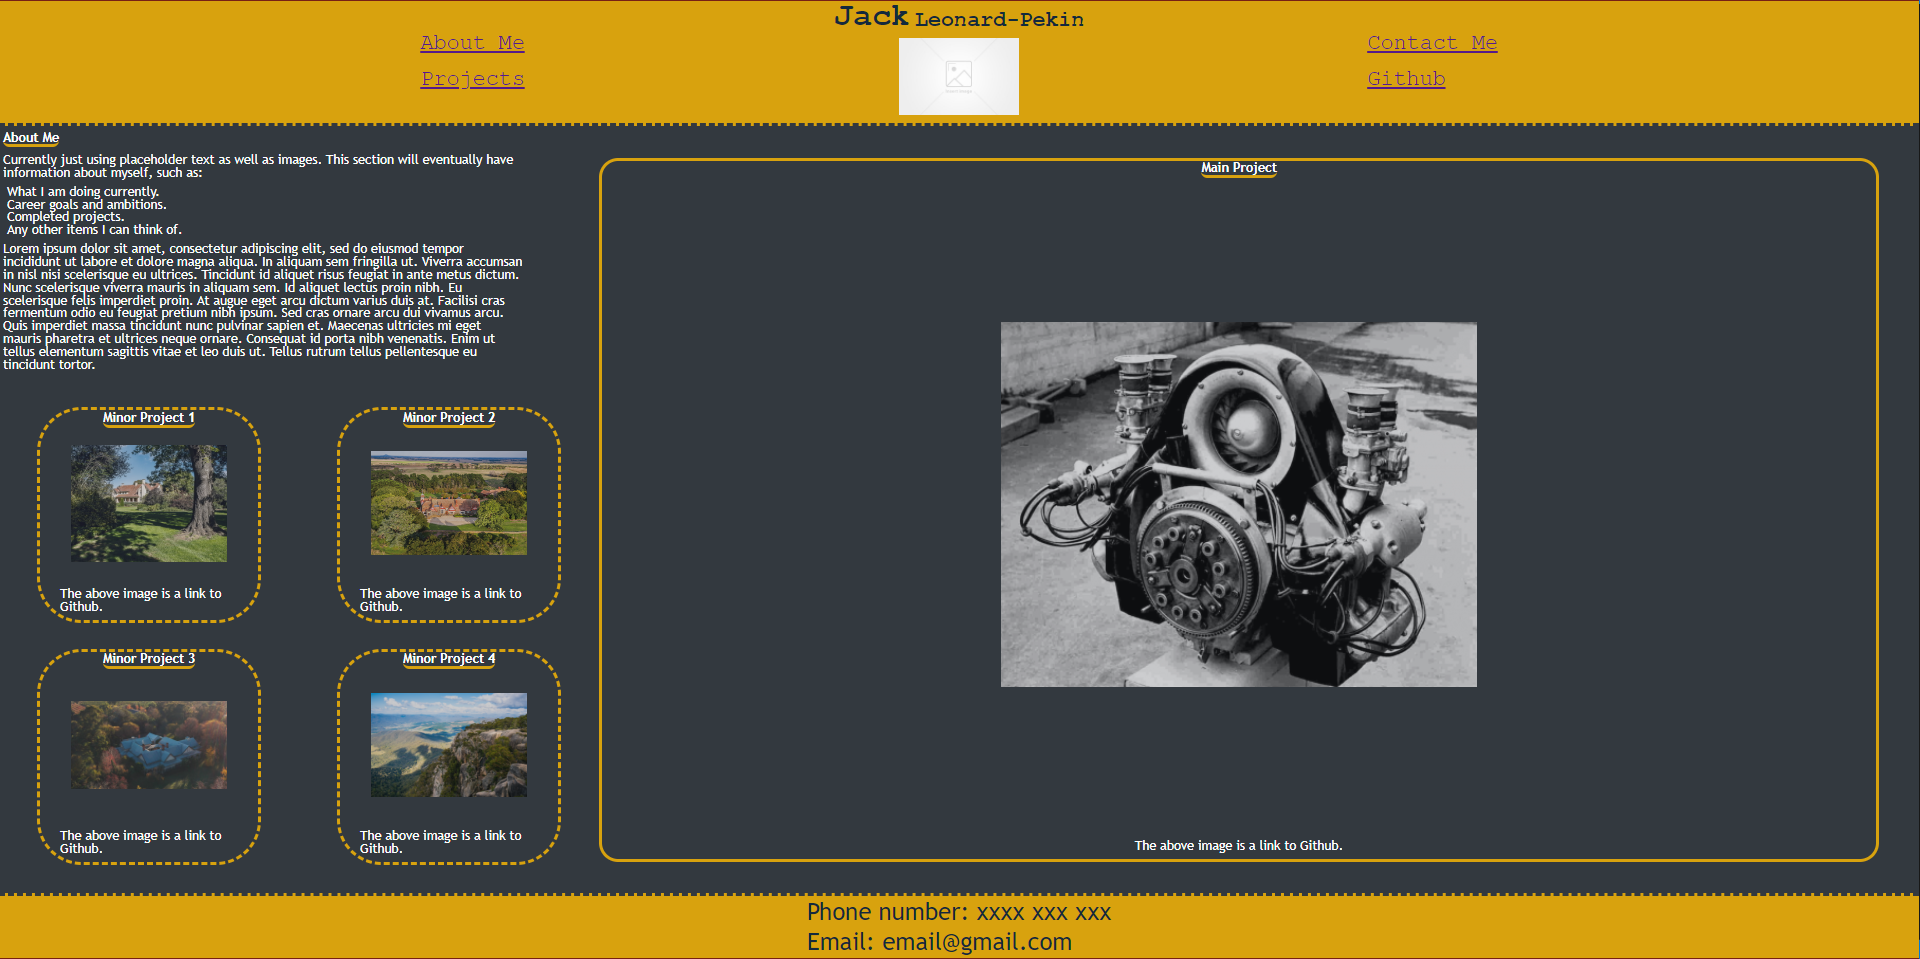 Jack Leonard-Pekin
About Me
Projects
Contact Me
Github
About Me
Currently just using placeholder text as well as images. This section will eventually have
information about myself, such as:
What I am doing currently.
Career goals and ambitions.
Completed projects.
Any other items I can think of.
Lorem ipsum dolor sit amet, consectetur adipiscing elit, sed do eiusmod tempor
incididunt ut labore et dolore magna aliqua. In aliquam sem fringilla ut. Viverra accumsan
in nisl nisi scelerisque eu ultrices. Tincidunt id aliquet risus feugiat in ante metus dictum.
Nunc scelerisque viverra mauris in aliquam sem. Id aliquet lectus proin nibh. Eu
scelerisque felis imperdiet proin. At augue eget arcu dictum varius duis at. Facilisi cras
fermentum odio eu feugiat pretium nibh ipsum. Sed cras ornare arcu dui vivamus arcu.
Quis imperdiet massa tincidunt nunc pulvinar sapien et. Maecenas ultricies mi eget
mauris pharetra et ultrices neque ornare. Consequat id porta nibh venenatis. Enim ut
tellus elementum sagittis vitae et leo duis ut. Tellus rutrum tellus pellentesque eu
tincidunt tortor.
Minor Project 1
The above image is a link to
Github.
Minor Project 2
The above image is a link to
Github.
Minor Project 3
The above image is a link to
Github.
Minor Project 4
The above image is a link to
Github.
Main Project
The above image is a link to Github.
Phone number: xxxx xxx xxx
Email: email@gmail.com